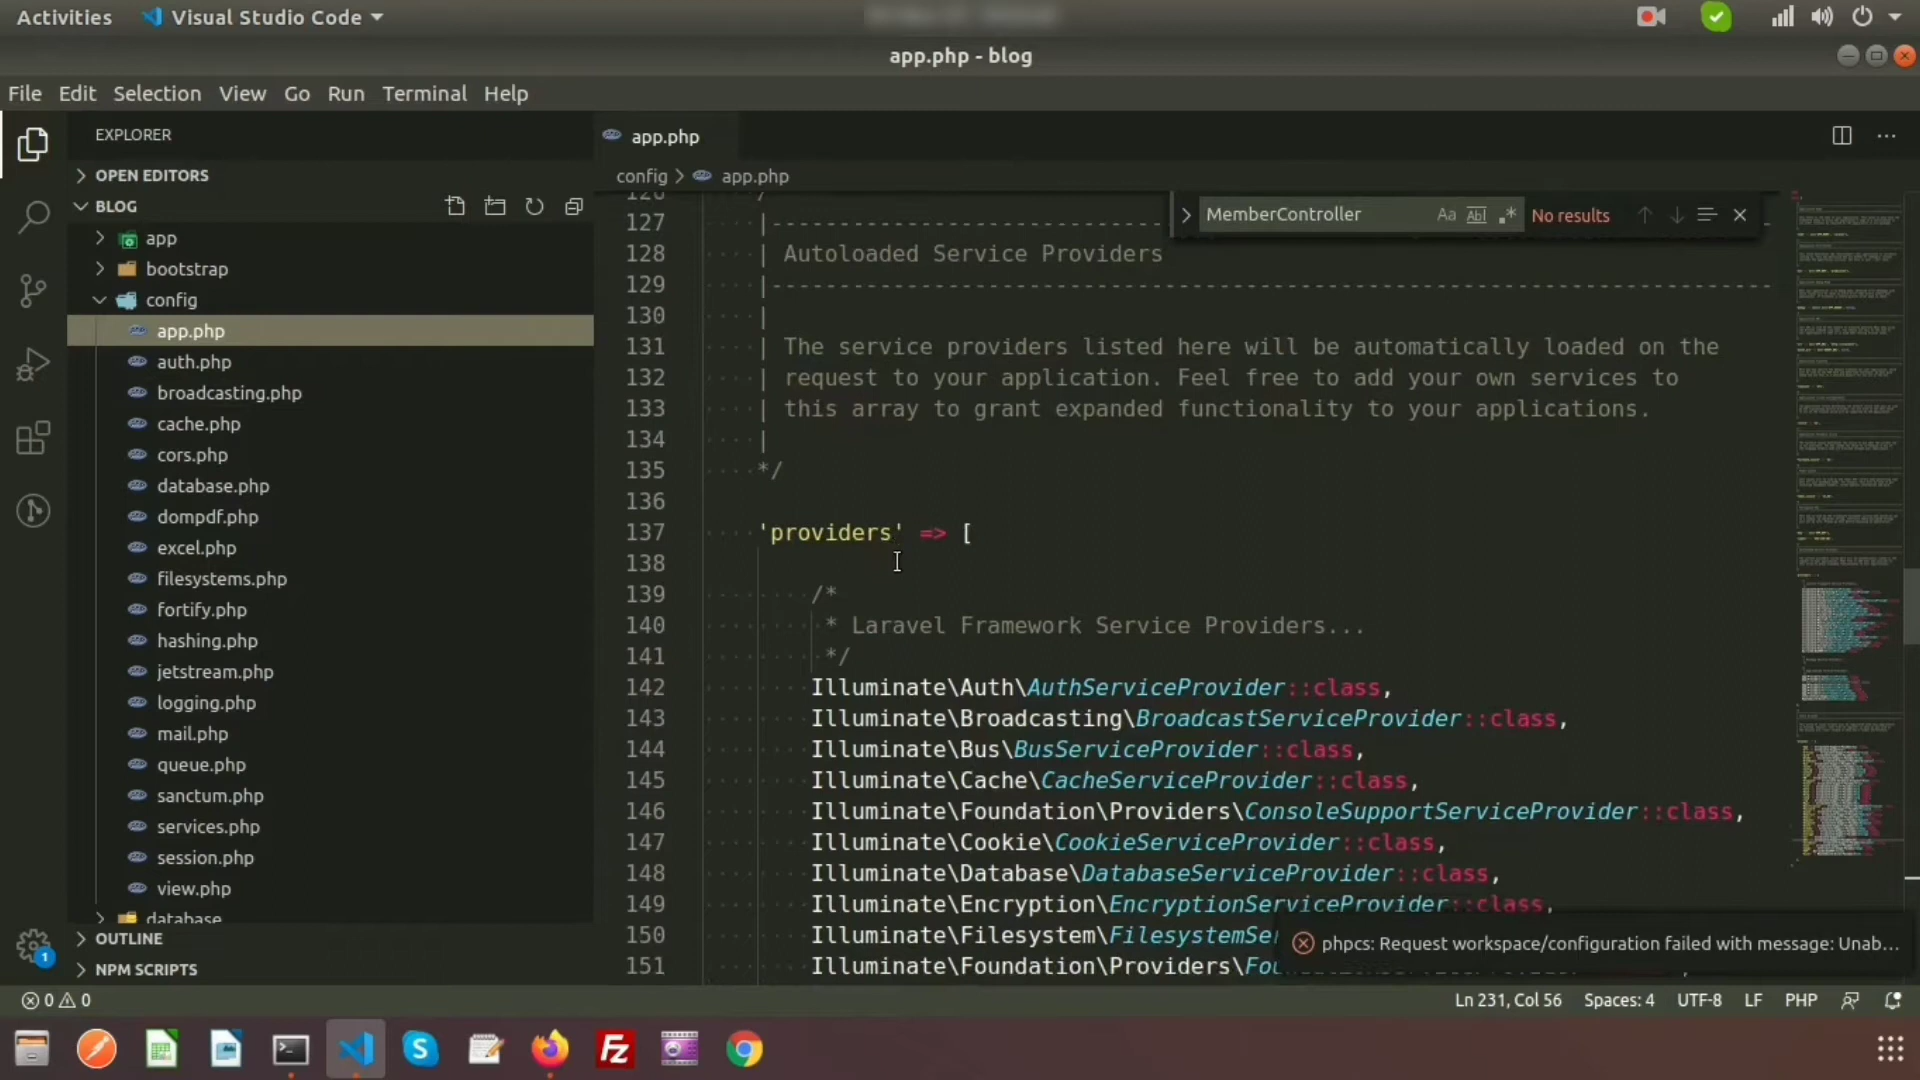 Activities Visual Studio Code
app.php - blog
File Edit Selection View Go Run Terminal Help
EXPLORER
OPEN EDITORS
BLOG
app
bootstrap
config
app.php
auth.php
broadcasting.php
cache.php
cors.php
database.php
dompdf.php
excel.php
filesystems.php
fortify.php
hashing.php
jetstream.php
logging.php
mail.php
queue.php
sanctum.php
services.php
session.php
view.php
database
OUTLINE
NPM SCRIPTS
1
app.php
config > app.php
MemberController Aa Abl .* No results
126 /
127 |--------------------------------------------------------------------------
128 | Autoloaded Service Providers
129 |--------------------------------------------------------------------------
130 |
131 | The service providers listed here will be automatically loaded on the
132 | request to your application. Feel free to add your own services to
133 | this array to grant expanded functionality to your applications.
134 |
135 */
136
137 'providers' => [
138
139 /*
140 * Laravel Framework Service Providers...
141 */
142 Illuminate\Auth\AuthServiceProvider::class,
143 Illuminate\Broadcasting\BroadcastServiceProvider::class,
144 Illuminate\Bus\BusServiceProvider::class,
145 Illuminate\Cache\CacheServiceProvider::class,
146 Illuminate\Foundation\Providers\ConsoleSupportServiceProvider::class,
147 Illuminate\Cookie\CookieServiceProvider::class,
148 Illuminate\Database\DatabaseServiceProvider::class,
149 Illuminate\Encryption\EncryptionServiceProvider::class,
150 Illuminate\Filesystem\FilesystemSer
151 Illuminate\Foundation\Providers\Fou
phpcs: Request workspace/configuration failed with message: Unab...
0 0
Ln 231, Col 56 Spaces: 4 UTF-8 LF PHP
S
Fz